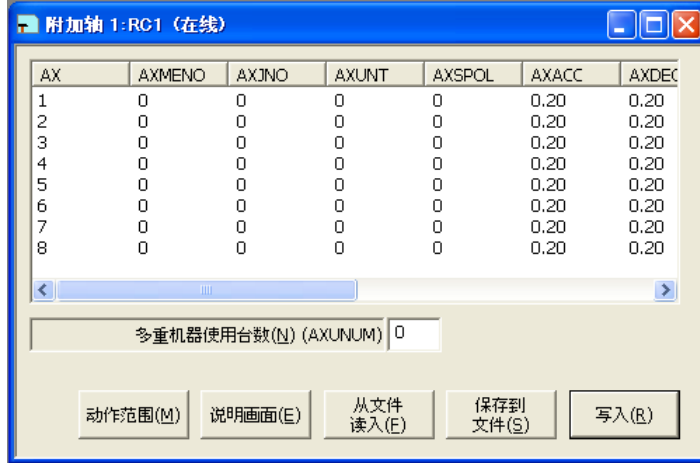 附加轴 1:RC1 (在线)
AX AXMENO AXJNO AXUNT AXSPOL AXACC AXDEC
1 0 0 0 0 0.20 0.20
2 0 0 0 0 0.20 0.20
3 0 0 0 0 0.20 0.20
4 0 0 0 0 0.20 0.20
5 0 0 0 0 0.20 0.20
6 0 0 0 0 0.20 0.20
7 0 0 0 0 0.20 0.20
8 0 0 0 0 0.20 0.20
多重机器使用台数(N) (AXUNUM) 0
动作范围(M)
说明画面(E)
从文件
读入(F)
保存到
文件(S)
写入(R)